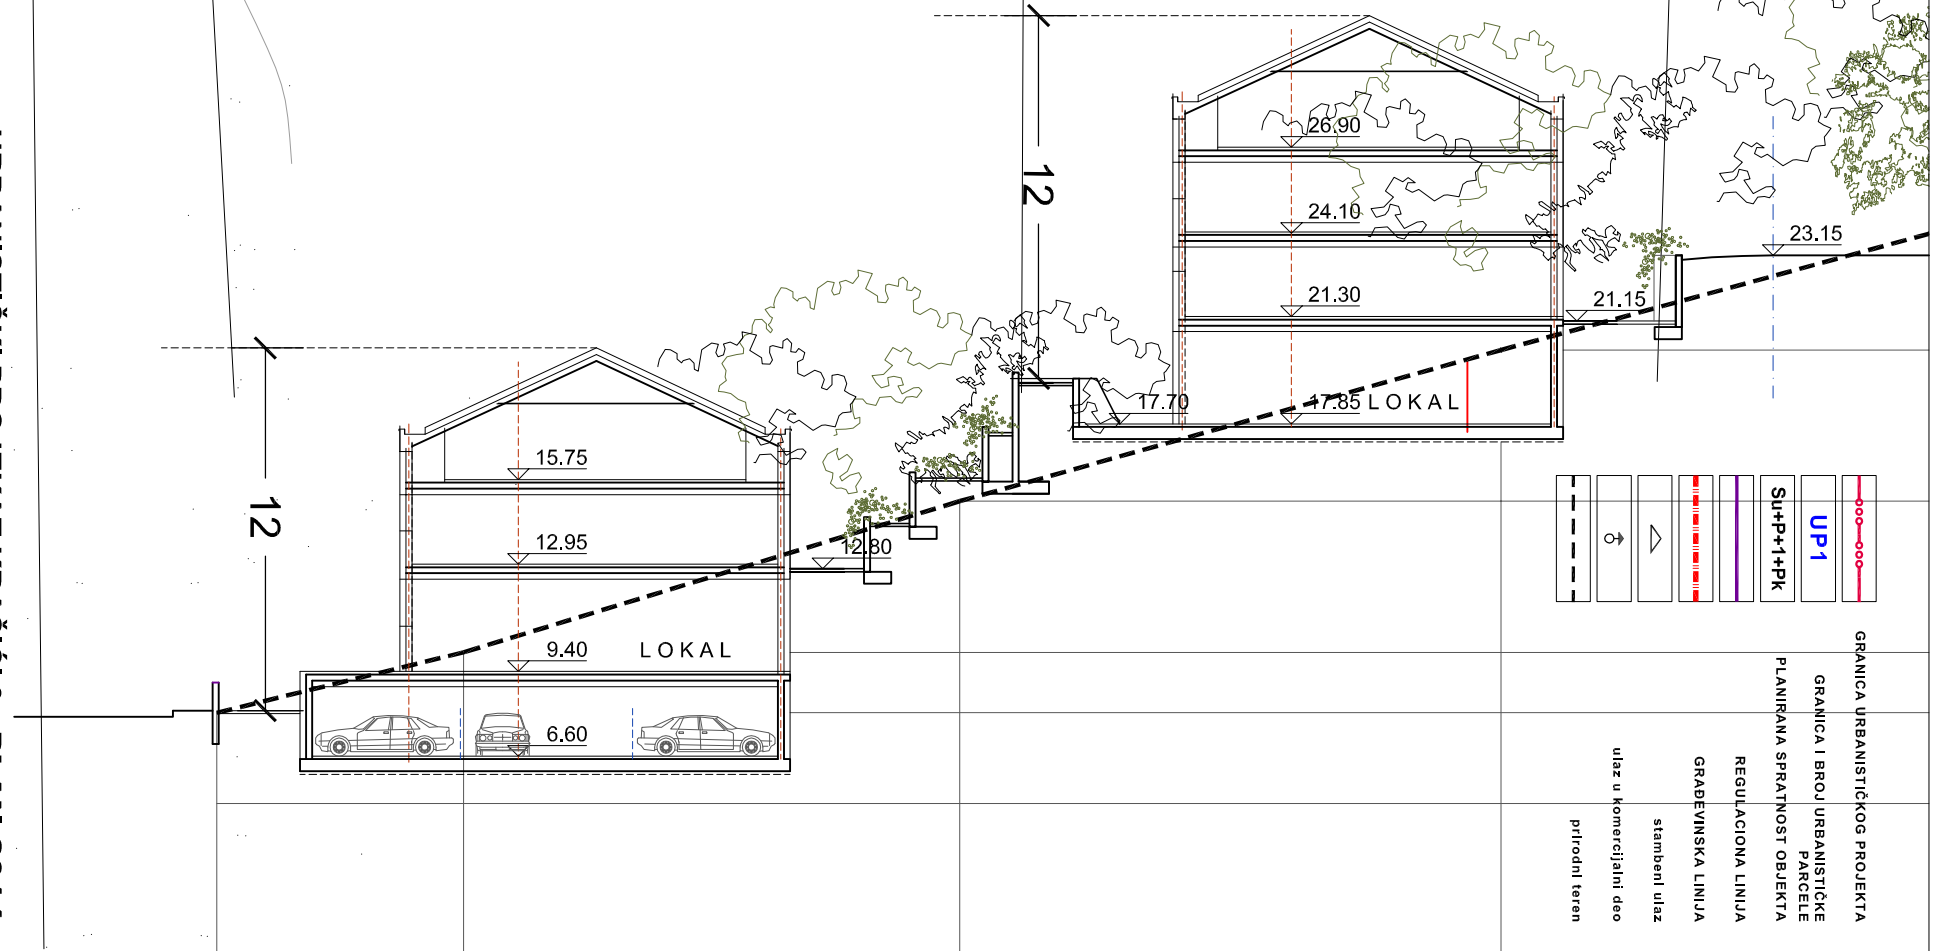 12
26.90
24.10
23.15
21.30
21.15
17.70
17.85 LOKAL
12
15.75
12.95
12.80
9.40 LOKAL
6.60
GRANICA URBANISTIČKOG PROJEKTA
UP1
GRANICA I BROJ URBANISTIČKE
PARCELE
Su+P+1+Pk
PLANIRANA SPRATNOST OBJEKTA
REGULACIONA LINIJA
GRAĐEVINSKA LINIJA
stambeni ulaz
ulaz u komercijalni deo
prirodni teren